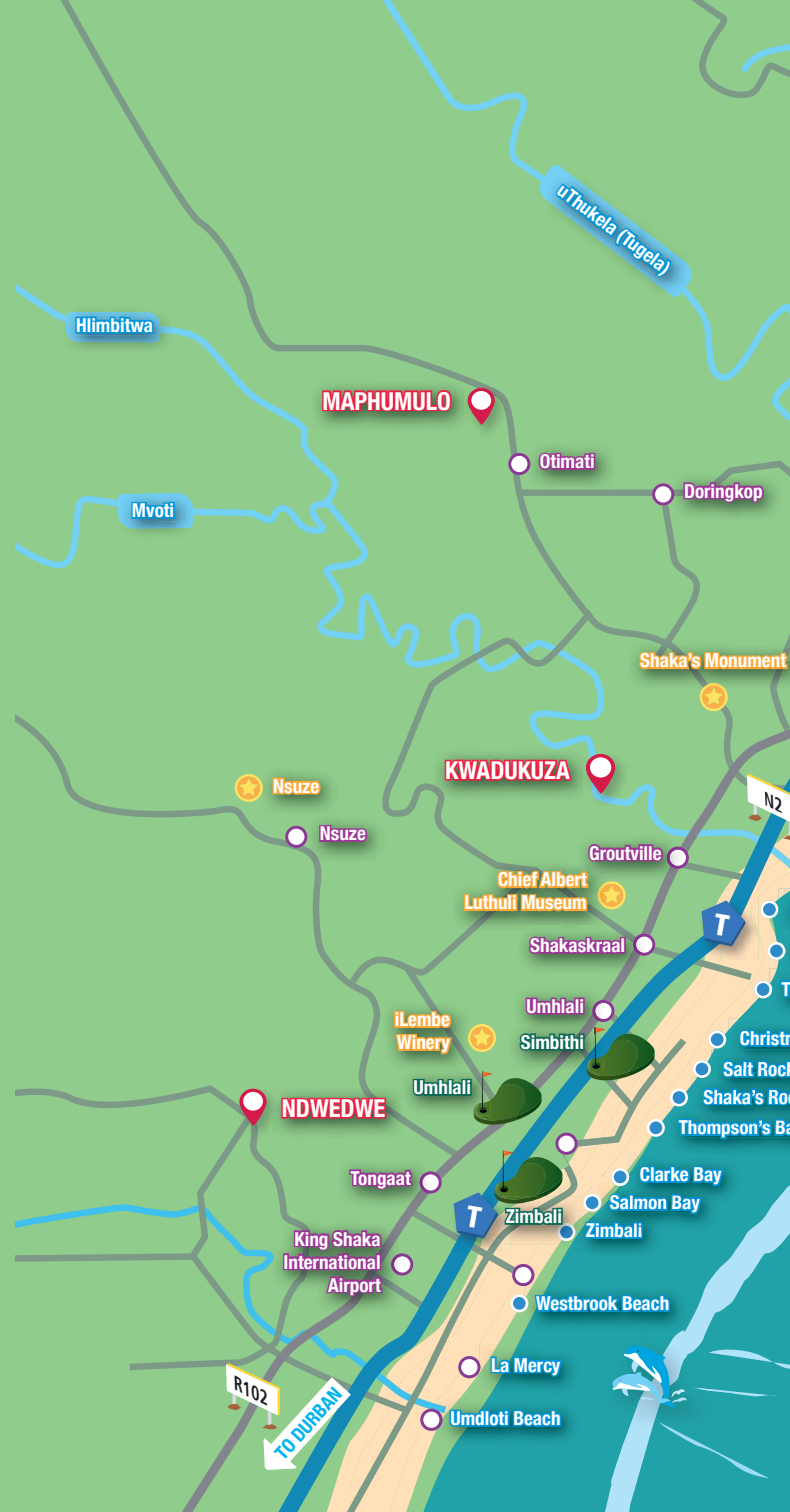 uThukela (Tugela)
Hlimbitwa
MAPHUMULO
Otimati
Doringkop
Mvoti
Shaka's Monument
KWADUKUZA
Nsuze
N2
Nsuze
Groutville
Chief Albert
Luthuli Museum
T
Shakaskraal
T
Umhlali
iLembe
Winery
Simbithi
Christ
Salt Rock
Umhlali
Shaka's
NDWEDWE
Thompson's
Clarke Bay
Tongaat
Salmon Bay
T
Zimbali
Zimbali
King Shaka
International
Airport
Westbrook Beach
La Mercy
R102
TO DURBAN
Umdloti Beach